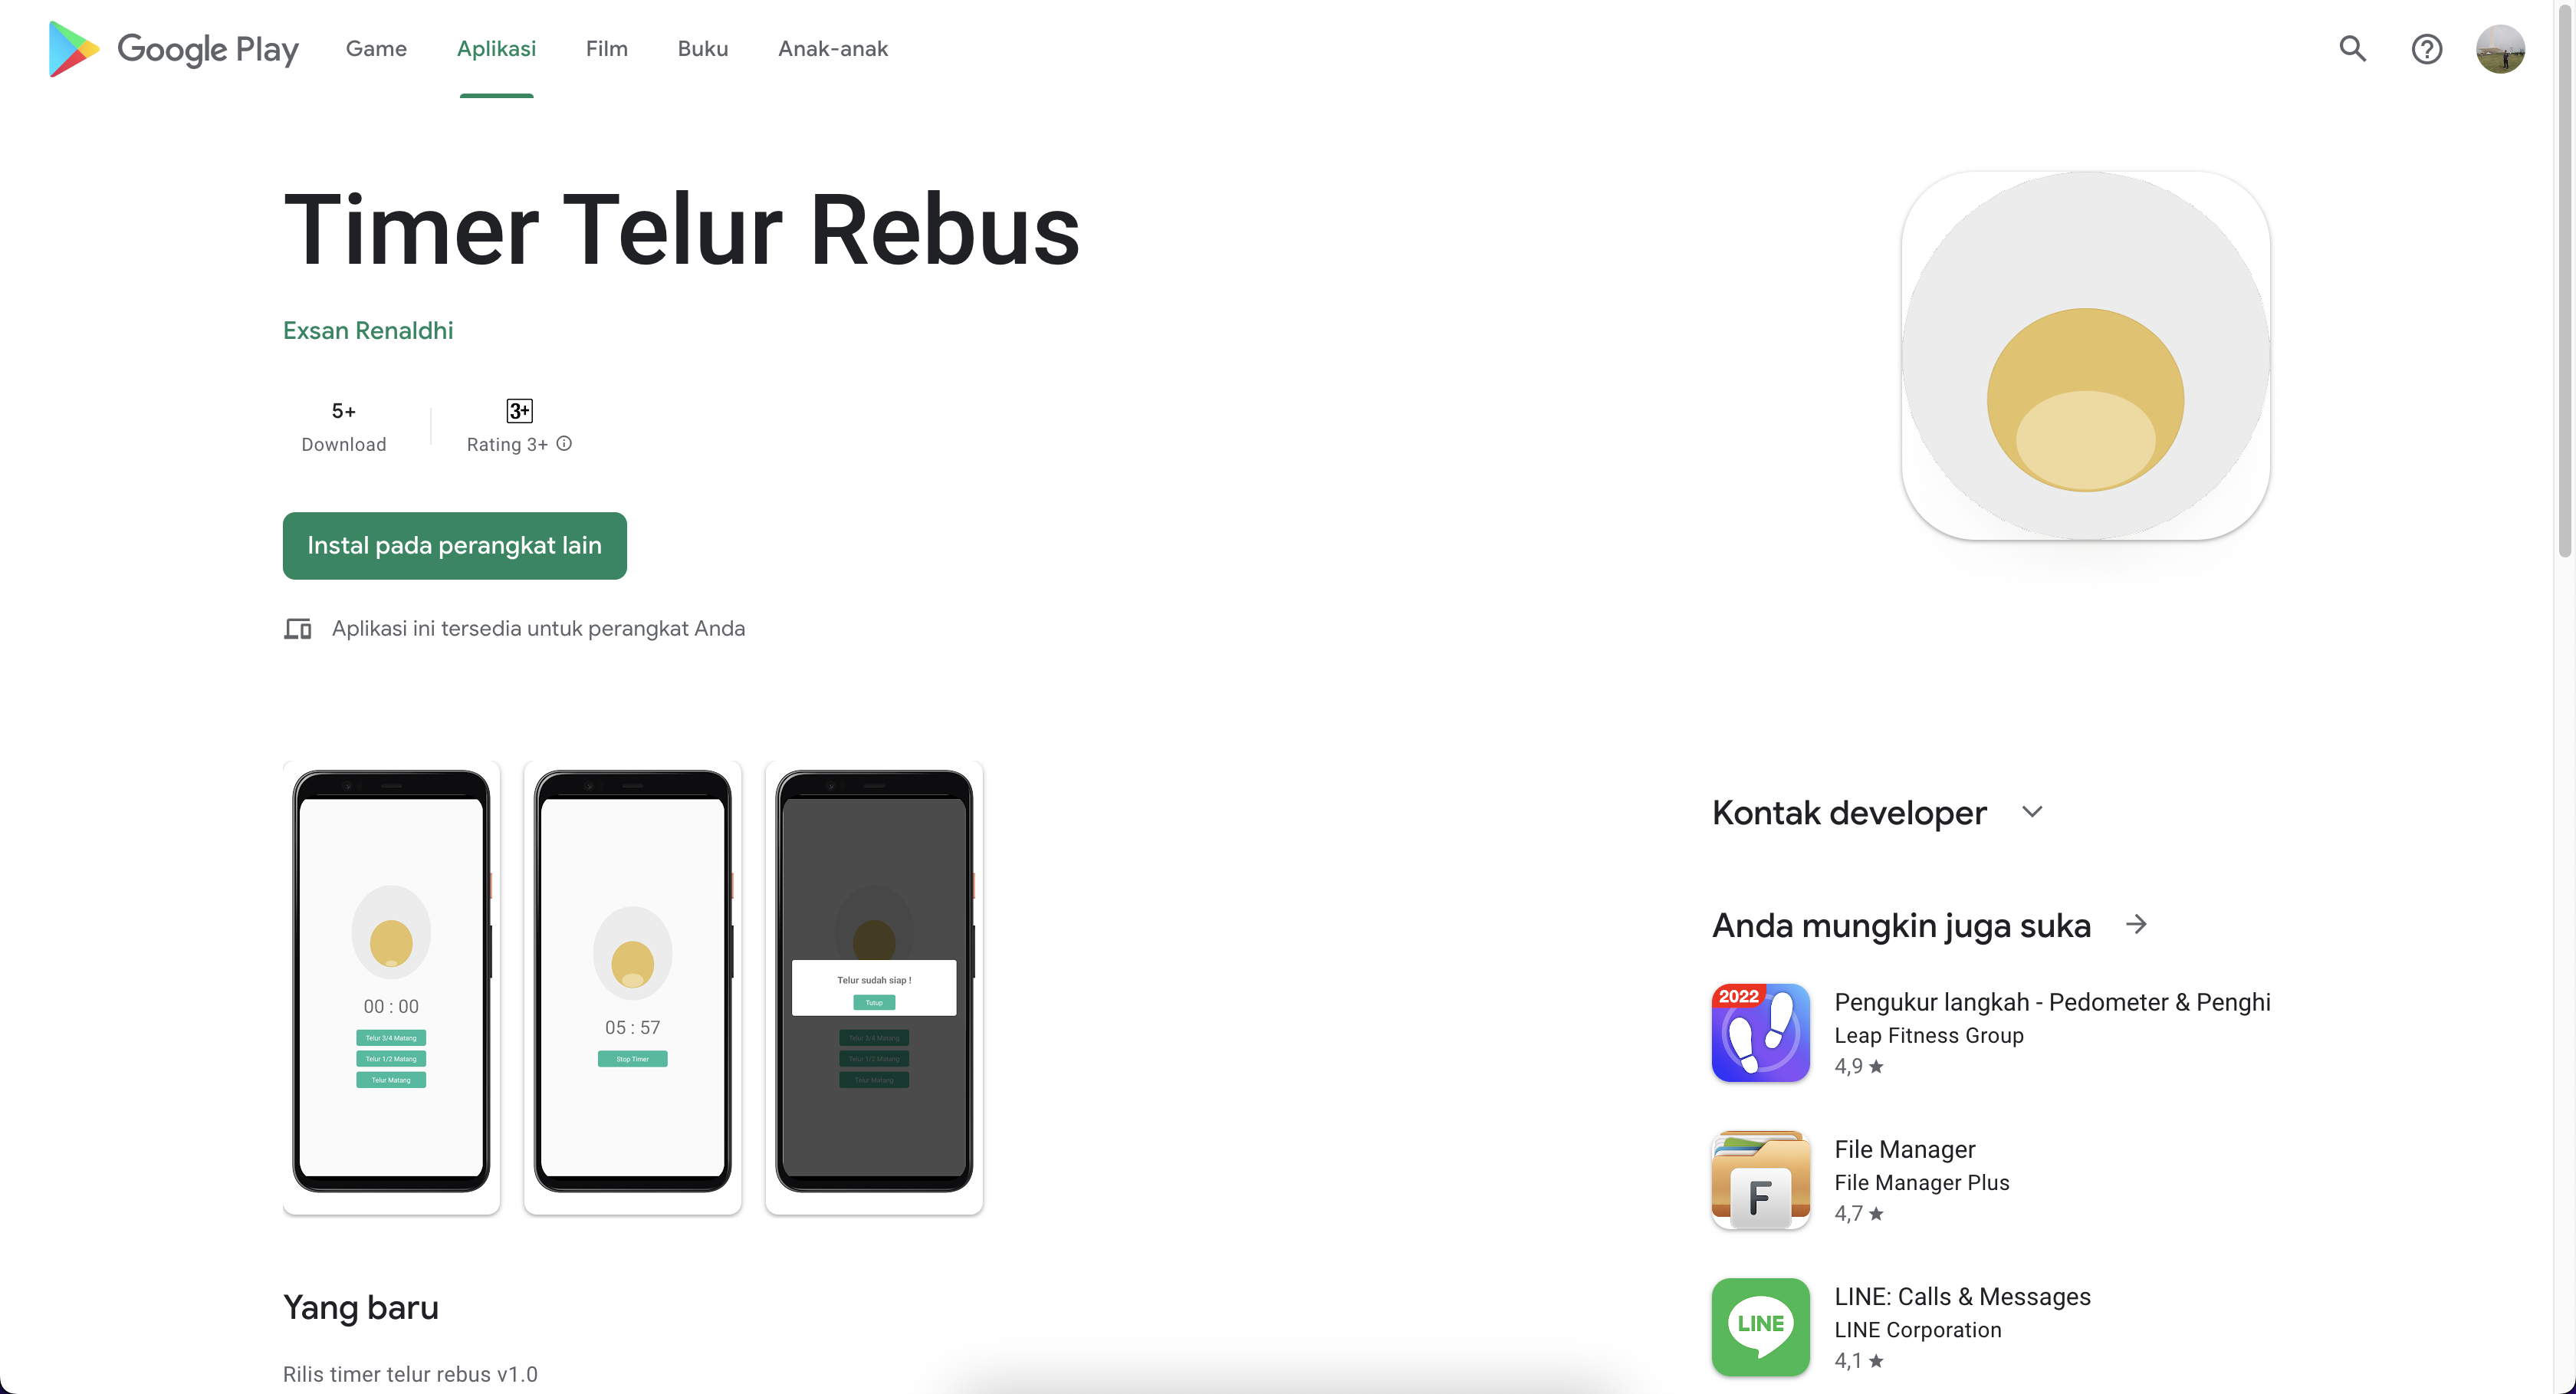 Google Play Game Aplikasi Film Buku Anak-anak
Timer Telur Rebus
Exsan Renaldhi
5+
Download
3+
Rating 3+
Instal pada perangkat lain
Aplikasi ini tersedia untuk perangkat Anda
00 : 00
Telur 3/4 Matang
Telur 1/2 Matang
Telur Matang
05 : 57
Stop Timer
Telur sudah siap !
Tutup
Telur 3/4 Matang
Telur 1/2 Matang
Telur Matang
Yang baru
Rilis timer telur rebus v1.0
Kontak developer
Anda mungkin juga suka
2022
Pengukur langkah - Pedometer & Penghi
Leap Fitness Group
4,9
F
File Manager
File Manager Plus
4,7
LINE
LINE: Calls & Messages
LINE Corporation
4,1